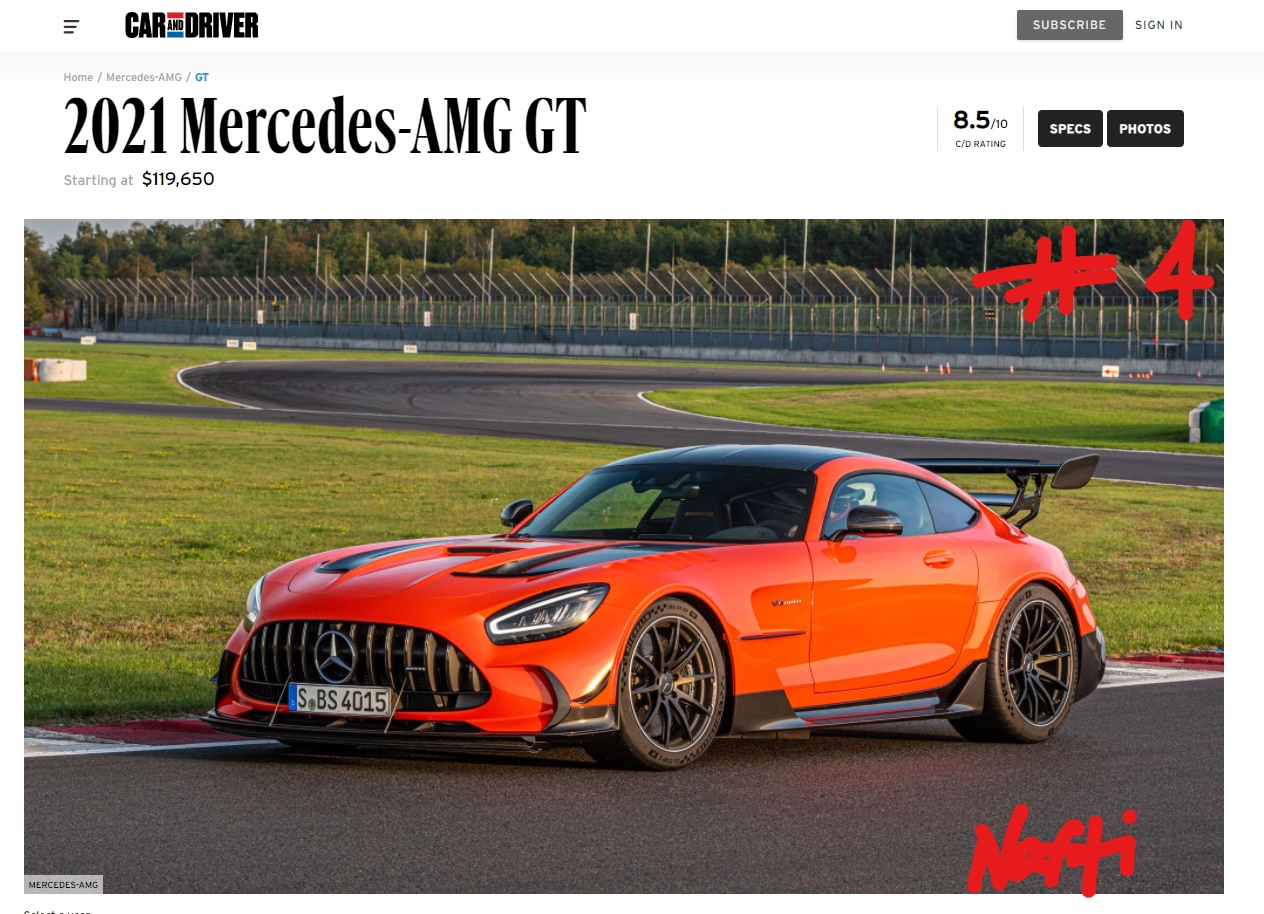 CAR AND DRIVER
SUBSCRIBE SIGN IN
Home / Mercedes-AMG / GT
2021 Mercedes-AMG GT
8.5/10
C/D RATING
SPECS PHOTOS
Starting at $119,650
# 4
S BS 4015
Nafti
MERCEDES-AMG
Select a year